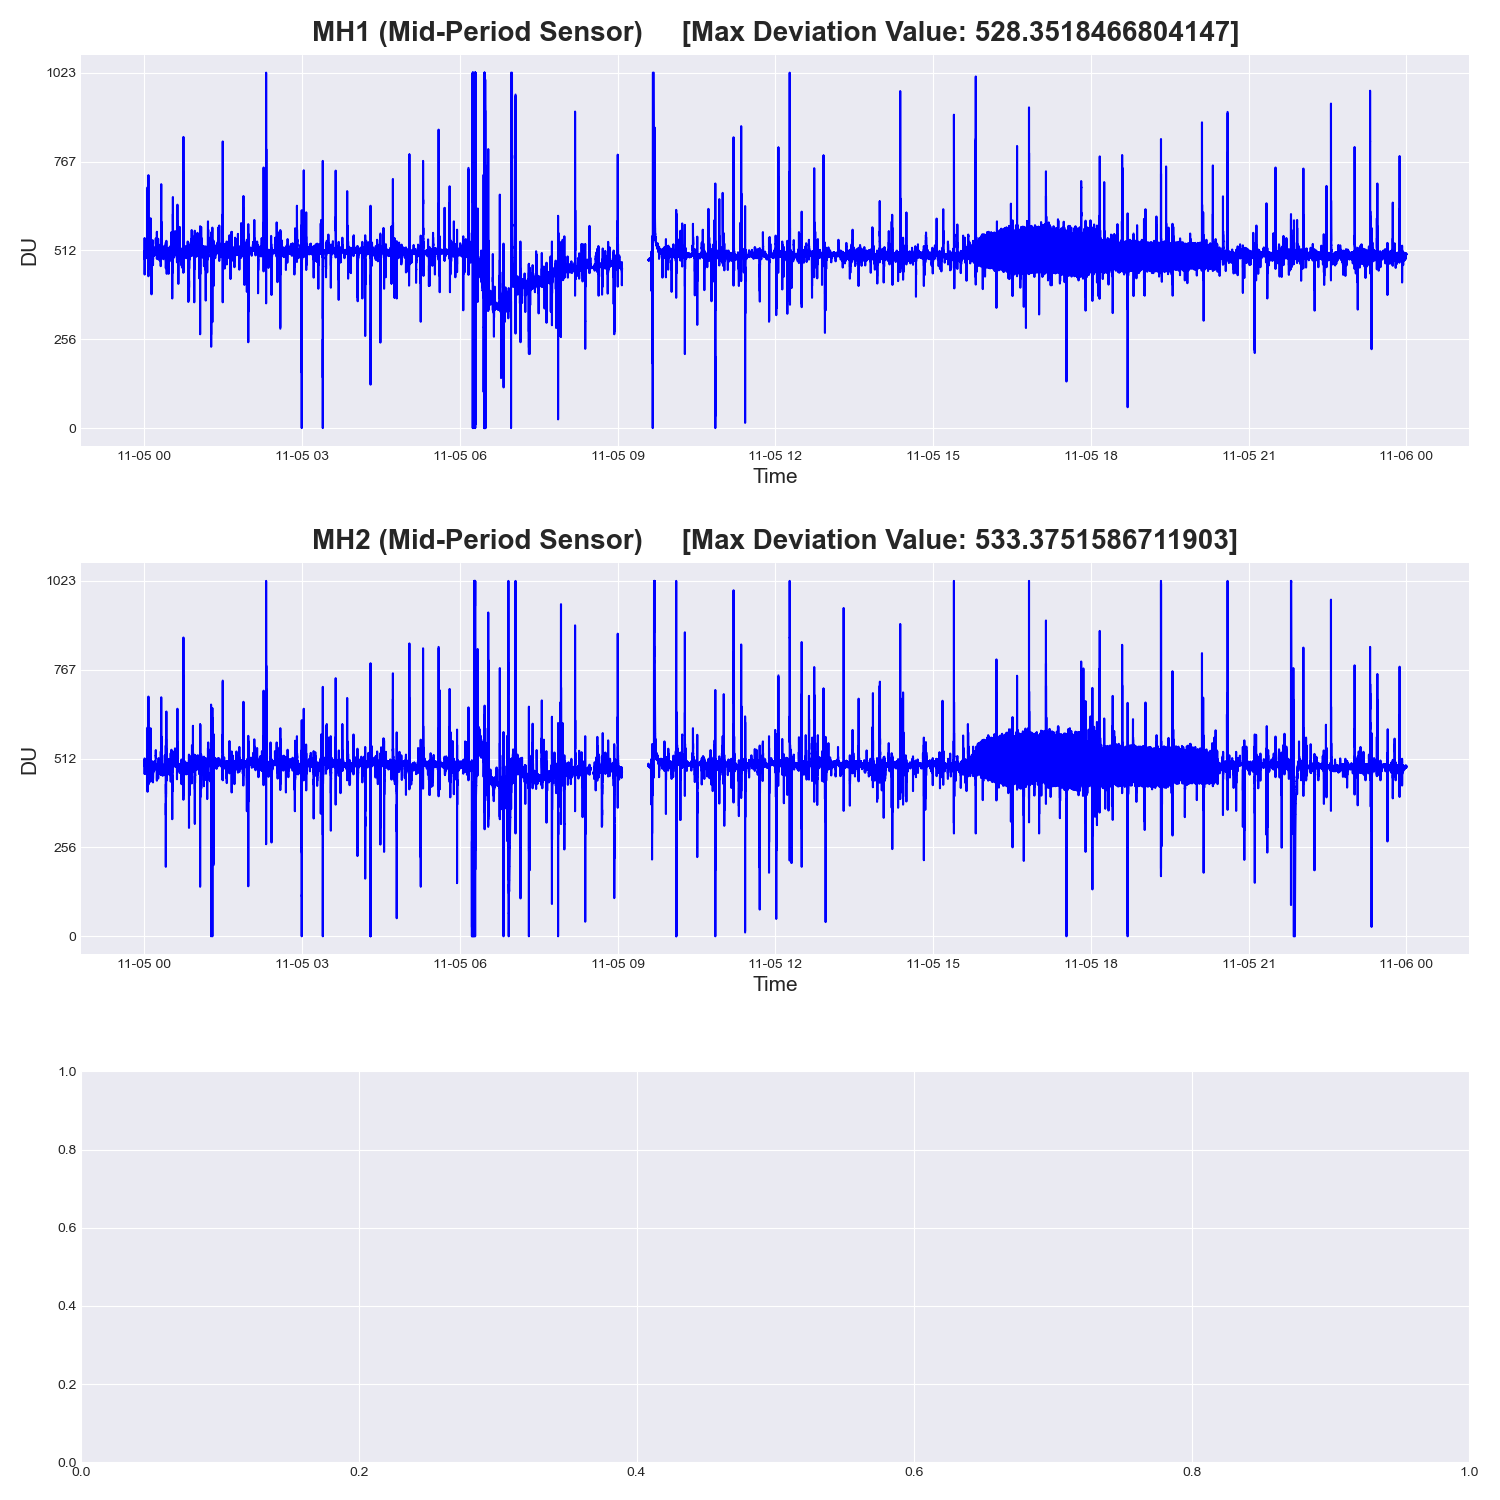 MH1 (Mid-Period Sensor) [Max Deviation Value: 528.3518466804147]
1023
767
512
256
0
DU
11-05 00 11-05 03 11-05 06 11-05 09 11-05 12 11-05 15 11-05 18 11-05 21 11-06 00
Time
MH2 (Mid-Period Sensor) [Max Deviation Value: 533.3751586711903]
1023
767
512
256
0
DU
11-05 00 11-05 03 11-05 06 11-05 09 11-05 12 11-05 15 11-05 18 11-05 21 11-06 00
Time
1.0
0.8
0.6
0.4
0.2
0.0
0.0 0.2 0.4 0.6 0.8 1.0